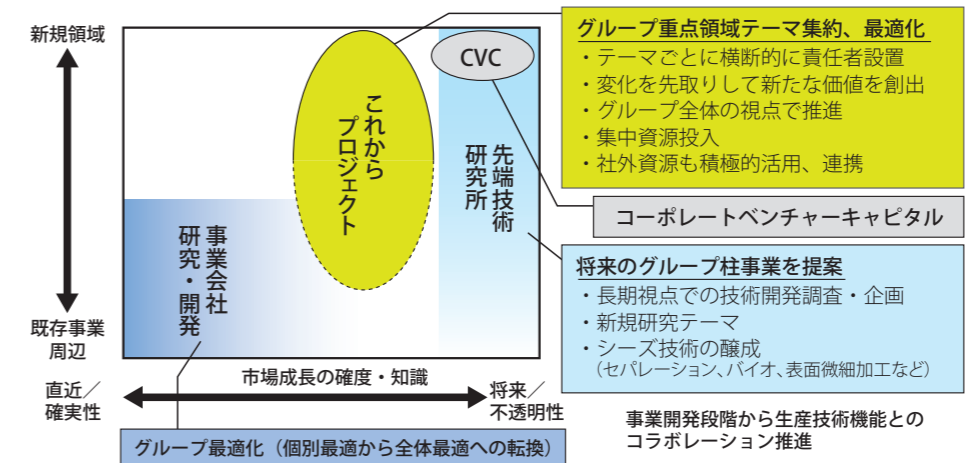 新規領域
既存事業
周辺
直近／
確実性
市場成長の確度・知識
将来／
不透明性
事業会社
研究・開発
これから
プロジェクト
先端技術
研究所
CVC
グループ重点領域テーマ集約、最適化
・テーマごとに横断的に責任者設置
・変化を先取りして新たな価値を創出
・グループ全体の視点で推進
・集中資源投入
・社外資源も積極的活用、連携
コーポレートベンチャーキャピタル
将来のグループ柱事業を提案
・長期視点での技術開発調査・企画
・新規研究テーマ
・シーズ技術の醸成
（セパレーション、バイオ、表面微細加工など）
事業開発段階から生産技術機能との
コラボレーション推進
グループ最適化（個別最適から全体最適への転換）